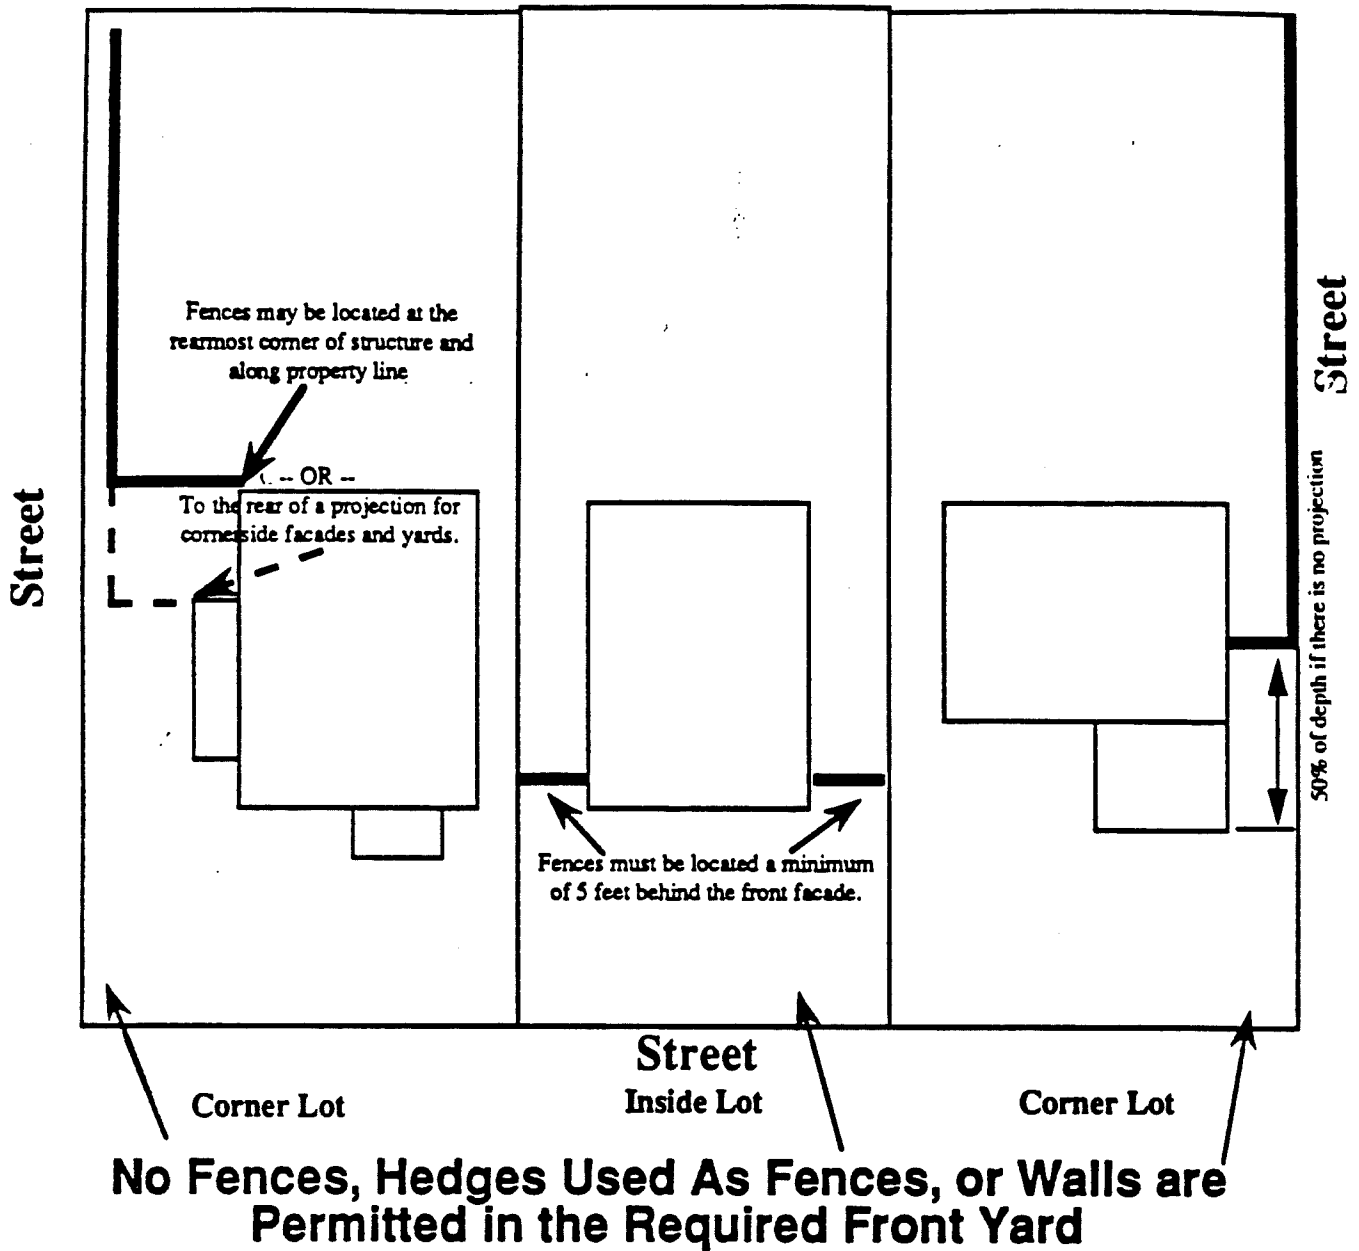 Fences may be located at the
rearmost corner of structure and
along property line
-- OR --
To the rear of a projection for
cornerside facades and yards.
Street
Street
50% of depth if there is no projection
Fences must be located a minimum
of 5 feet behind the front facade.
Street
Corner Lot
Inside Lot
Corner Lot
No Fences, Hedges Used As Fences, or Walls are
Permitted in the Required Front Yard